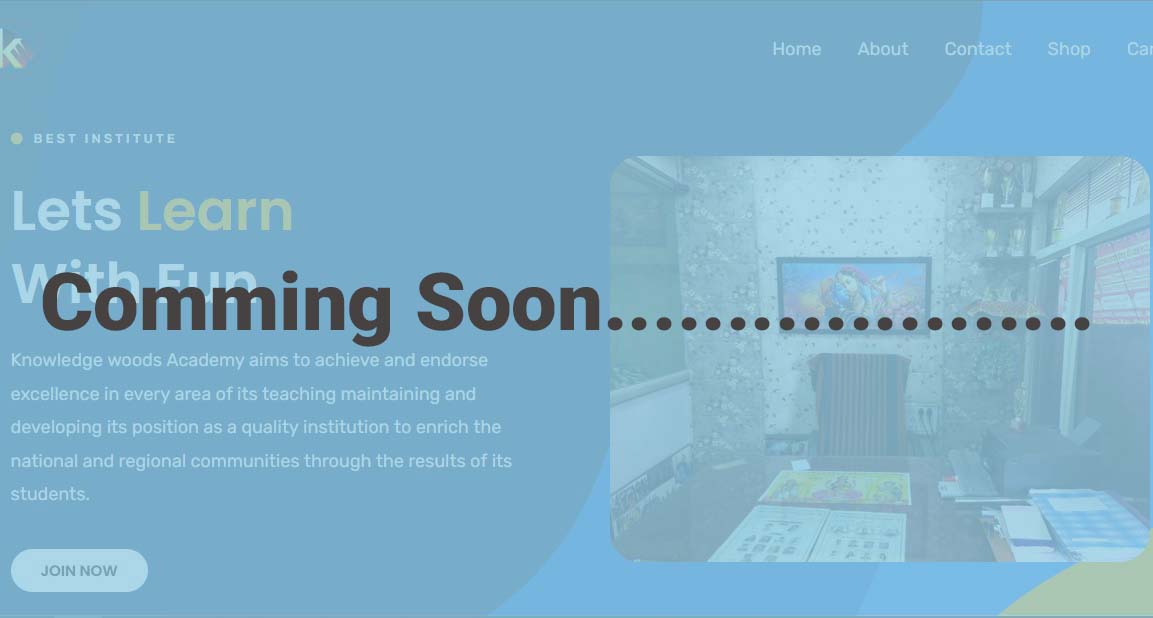 k
Home About Contact Shop
BEST INSTITUTE
Lets Learn
With Fun
Comming Soon....................
Knowledge woods Academy aims to achieve and endorse
excellence in every area of its teaching maintaining and
developing its position as a quality institution to enrich the
national and regional communities through the results of its
students.
JOIN NOW